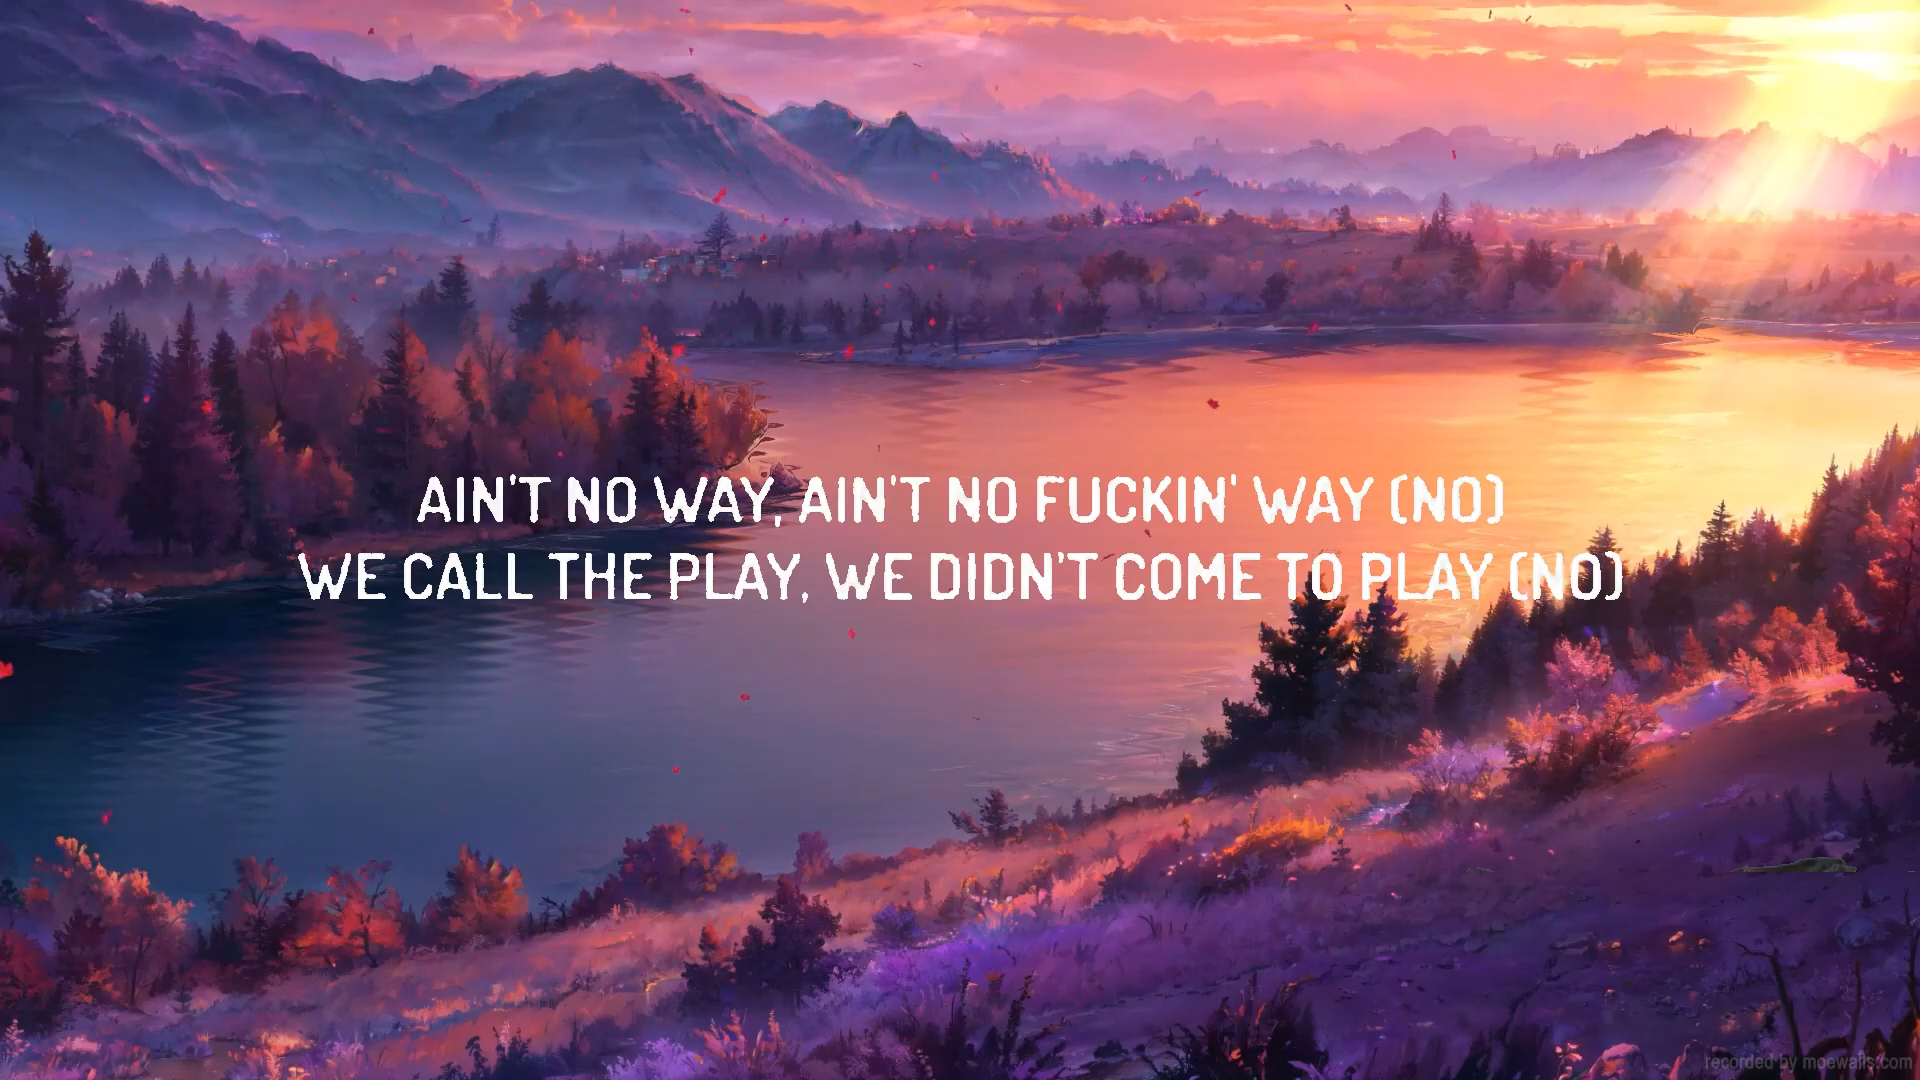 AIN'T NO WAY, AIN'T NO FUCKIN' WAY (NO)
WE CALL THE PLAY, WE DIDN'T COME TO PLAY (NO)
recorded by moewalls.com